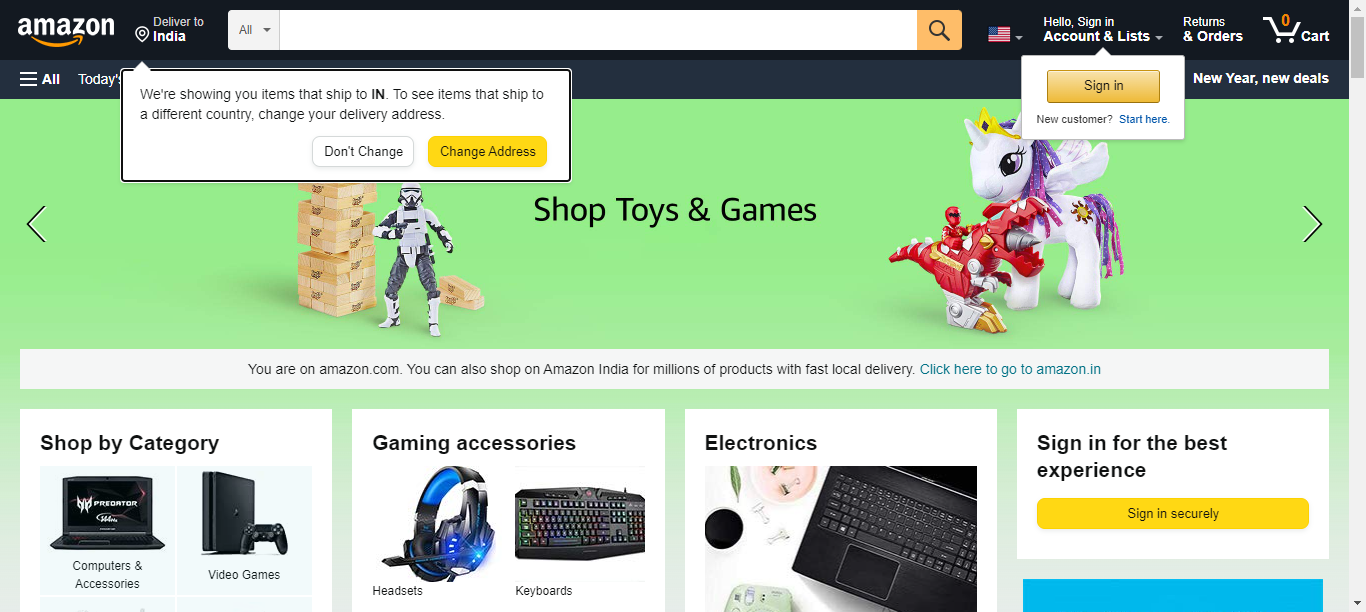 amazon
Deliver to
India
All
Hello, Sign in
Account & Lists
Returns
& Orders
0
Cart
All
Today's
New Year, new deals
We're showing you items that ship to IN. To see items that ship to
a different country, change your delivery address.
Don't Change
Change Address
Sign in
New customer? Start here.
Shop Toys & Games
You are on amazon.com. You can also shop on Amazon India for millions of products with fast local delivery. Click here to go to amazon.in
Shop by Category
PREDATOR
Computers &
Accessories
Video Games
Gaming accessories
Headsets
Keyboards
Electronics
Sign in for the best
experience
Sign in securely